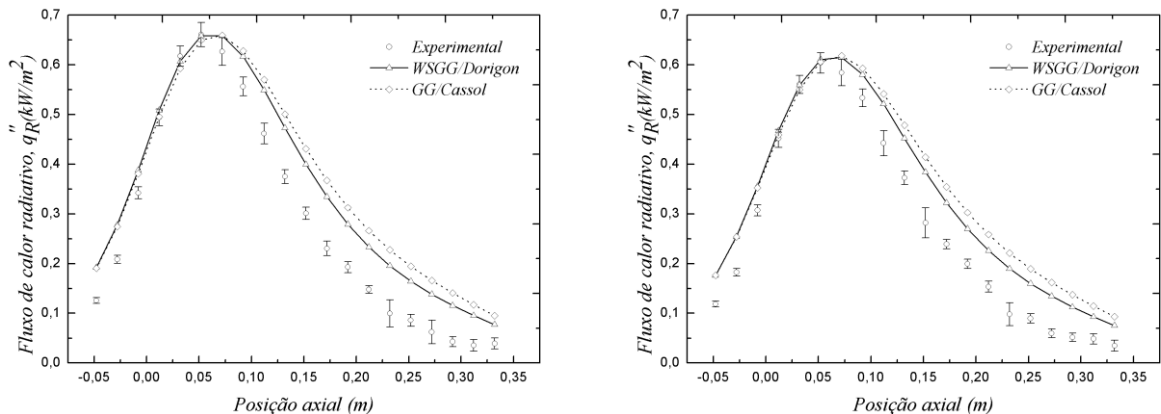 0,7
0,6
0,5
0,4
0,3
0,2
0,1
0,0
Fluxo de calor radiativo, q''R(kW/m²)
Experimental
WSGG/Dorigon
GG/Cassol
-0,05 0,00 0,05 0,10 0,15 0,20 0,25 0,30 0,35
Posição axial (m)
0,7
0,6
0,5
0,4
0,3
0,2
0,1
0,0
Fluxo de calor radiativo, q''R(kW/m²)
Experimental
WSGG/Dorigon
GG/Cassol
-0,05 0,00 0,05 0,10 0,15 0,20 0,25 0,30 0,35
Posição axial (m)